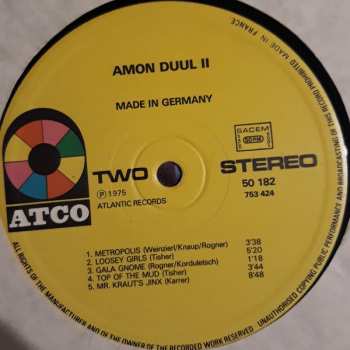 AMON DUUL II
MADE IN GERMANY
ATCO
TWO
℗ 1975
ATLANTIC RECORDS
SACEM
STEREO
50 182
753 424
1. METROPOLIS (Weinzierl/Knaup/Rogner) 3'38
2. LOOSEY GIRLS (Tisher) 5'20
3. GALA GNOME (Rogner/Korduletsch) 1'18
4. TOP OF THE MUD (Tisher) 3'44
5. MR. KRAUT'S JINX (Karrer) 8'48
ALL RIGHTS OF THE MANUFACTURER AND OF THE OWNER OF THE RECORDED WORK RESERVED
UNAUTHORISED COPYING PUBLIC PERFORMANCE AND BROADCASTING OF THIS RECORD PROHIBITED MADE IN FRANCE